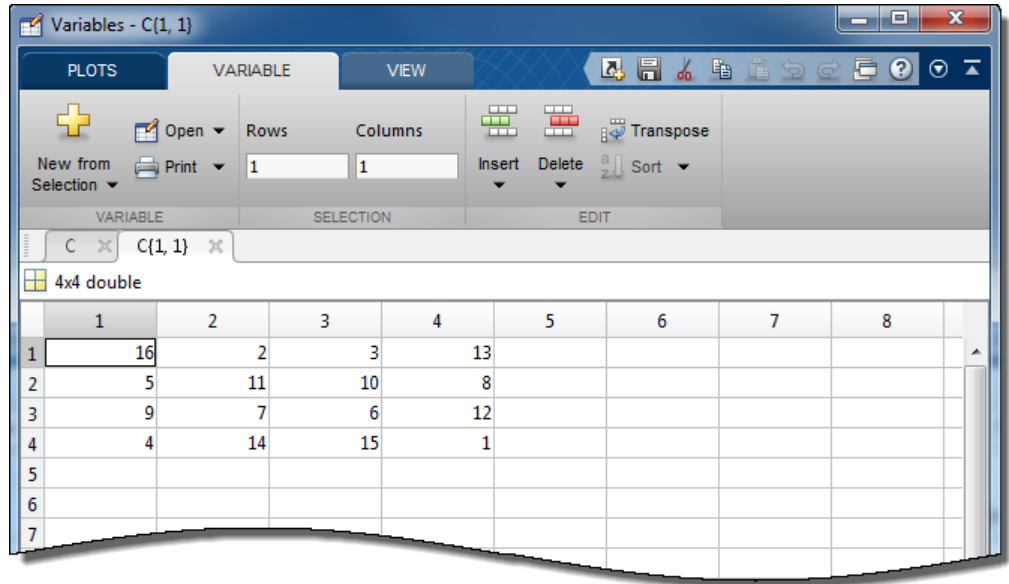 Variables - C{1, 1}
PLOTS VARIABLE VIEW
New from Selection
Open
Print
Rows Columns
1 1
Insert Delete
Transpose
Sort
VARIABLE SELECTION EDIT
C C{1, 1}
4x4 double
1 2 3 4 5 6 7 8
1 16 2 3 13
2 5 11 10 8
3 9 7 6 12
4 4 14 15 1
5
6
7